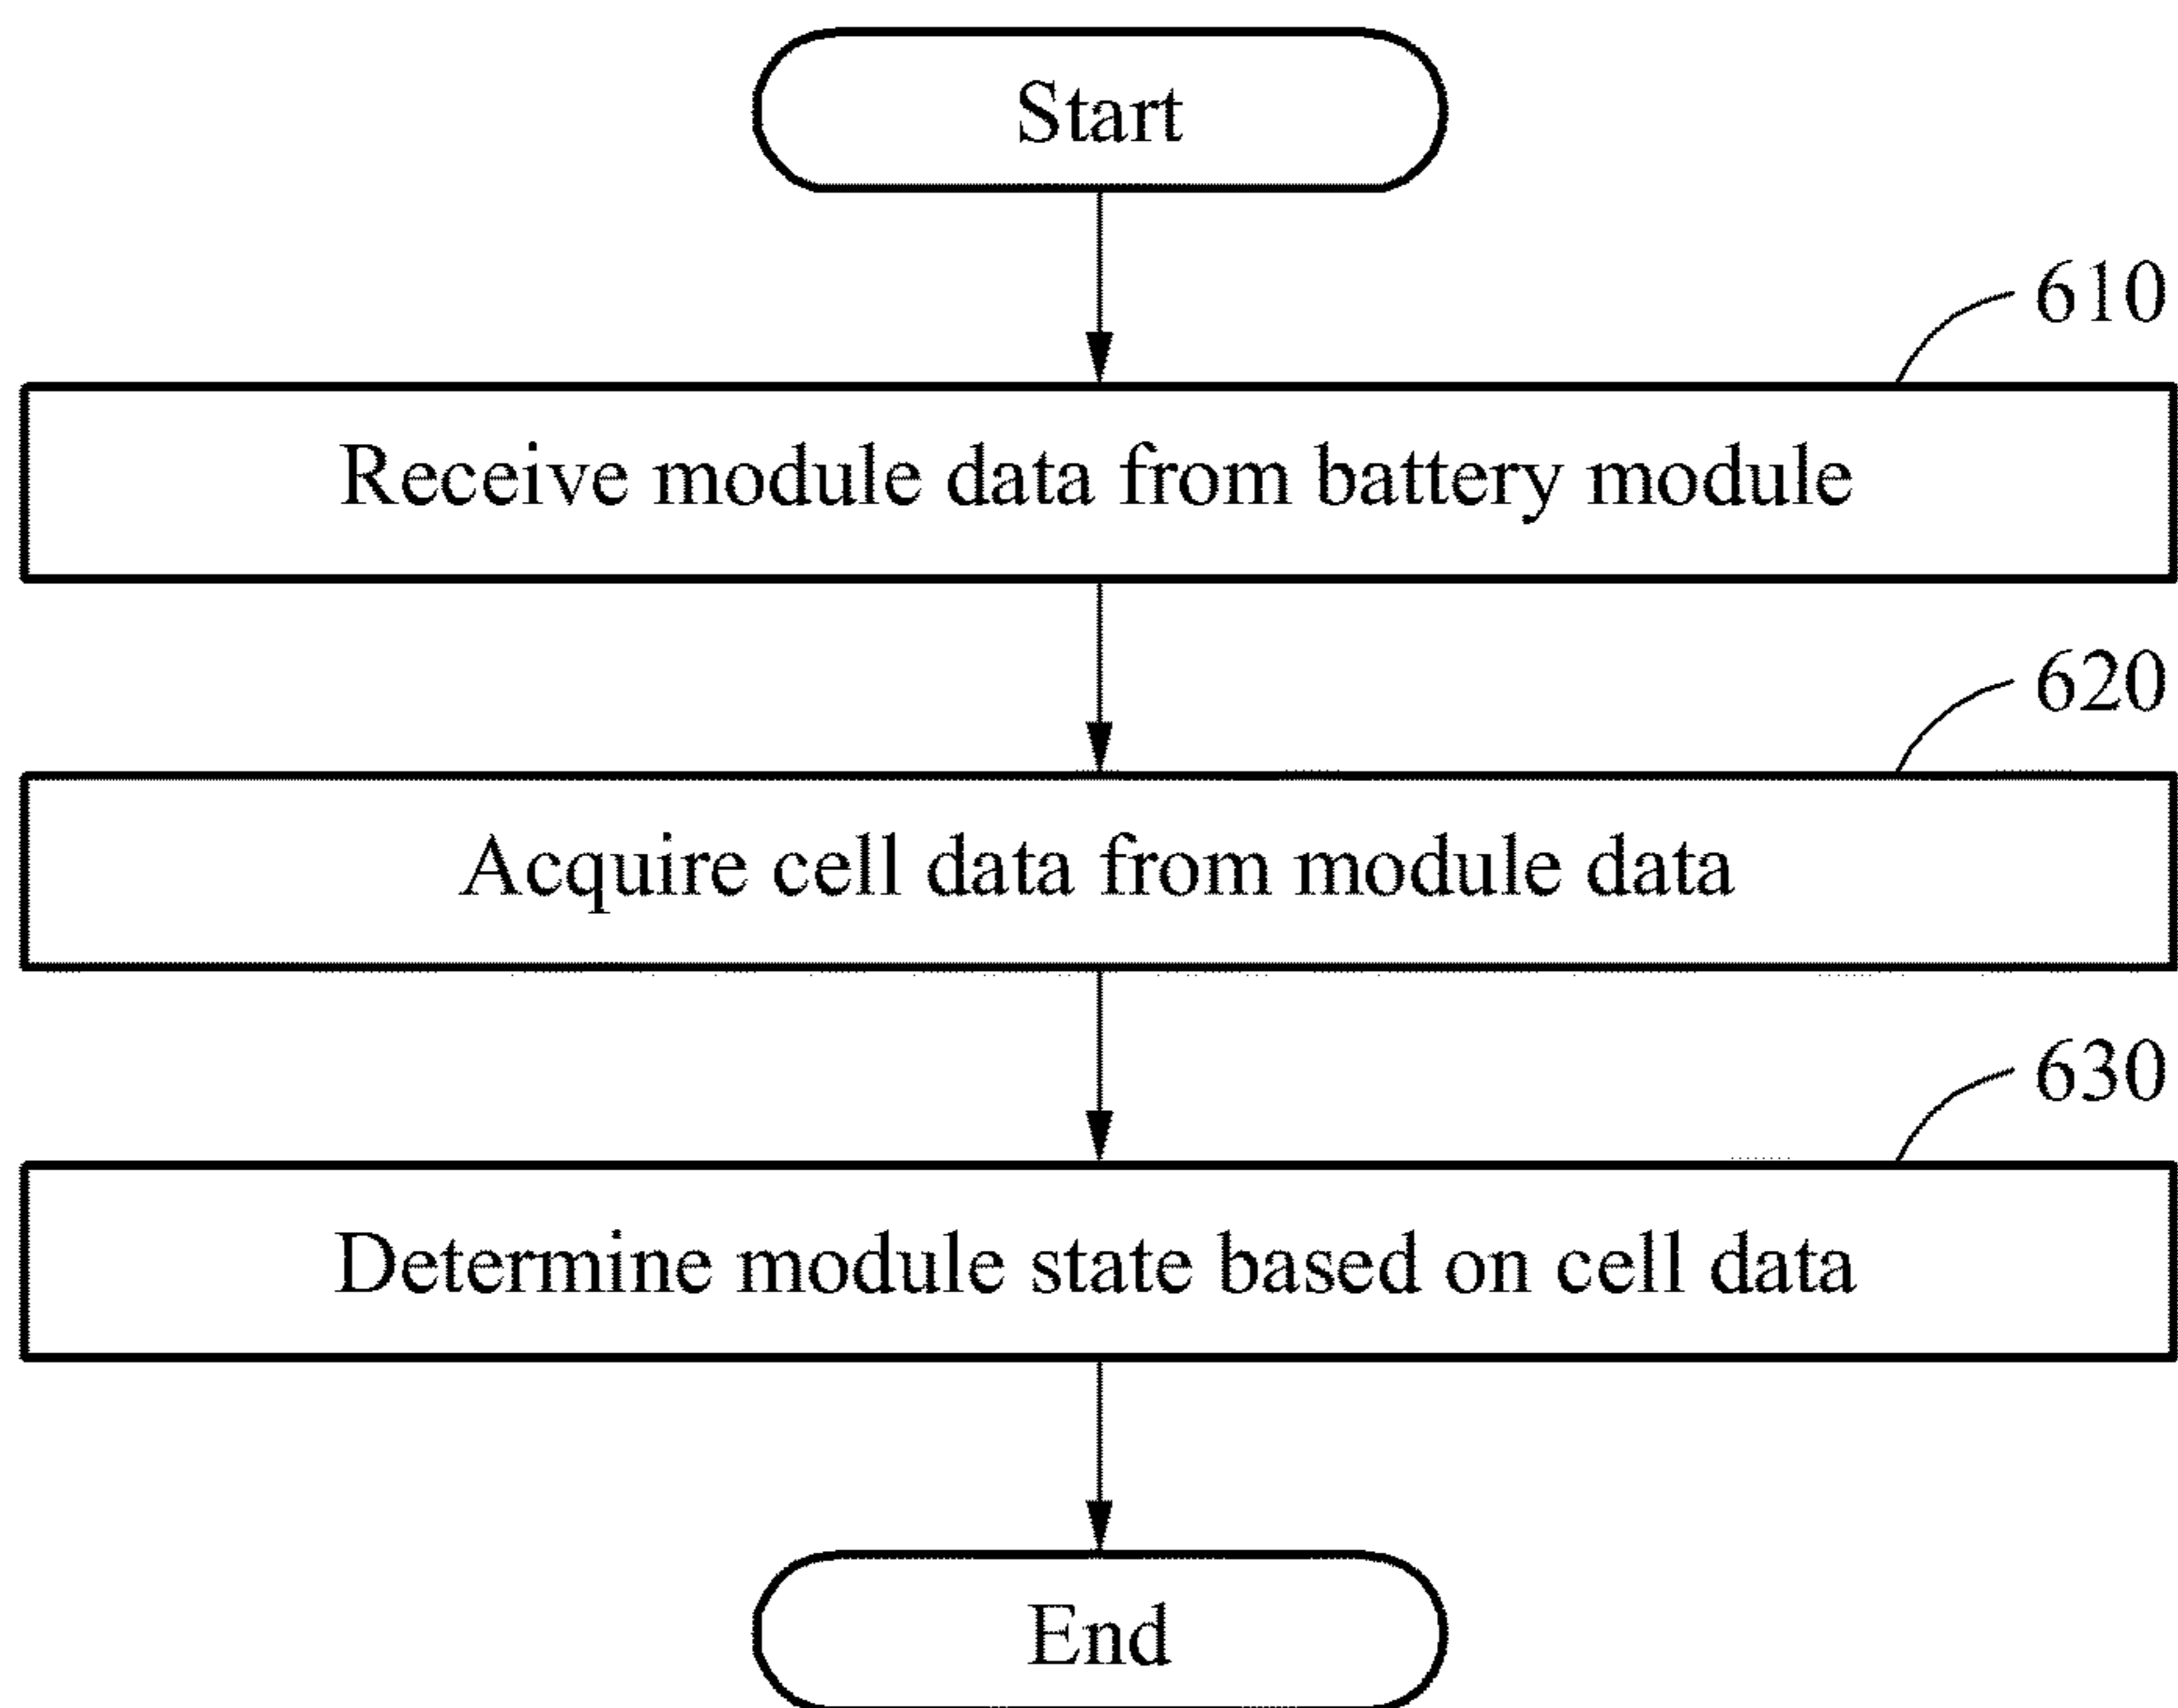 Start
610
Receive module data from battery module
620
Acquire cell data from module data
630
Determine module state based on cell data
End